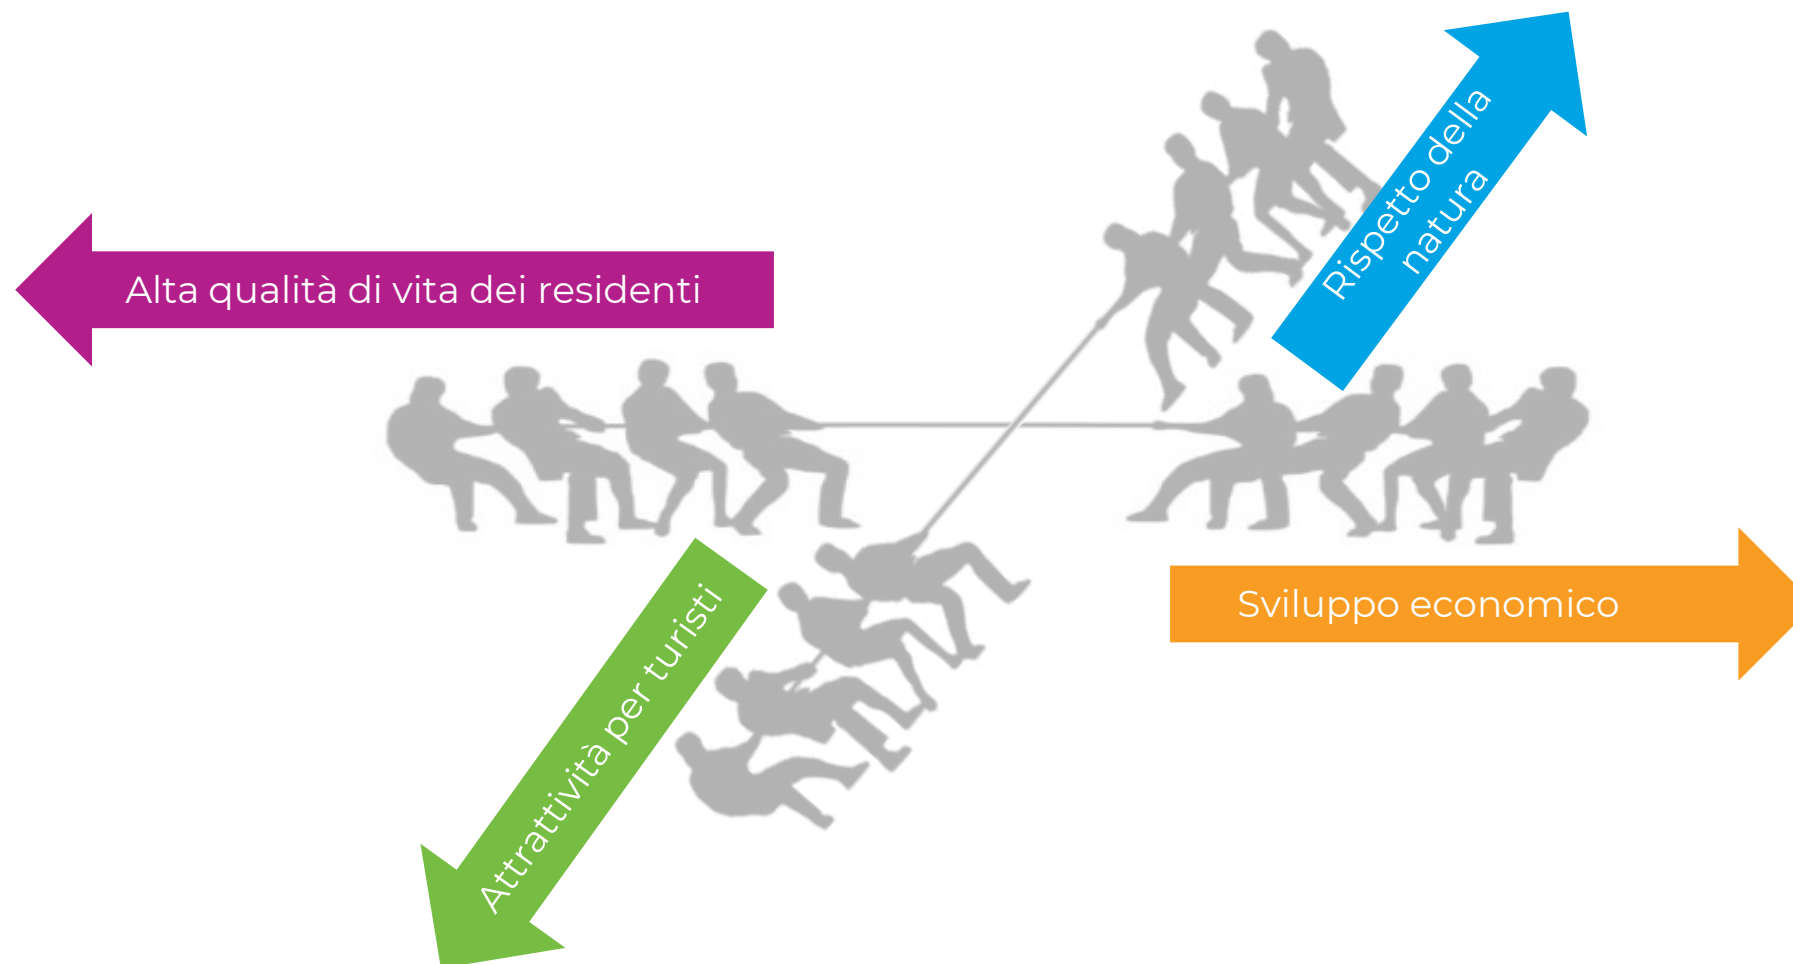 Rispetto della
natura
Alta qualità di vita dei residenti
Sviluppo economico
Attrattività per turisti